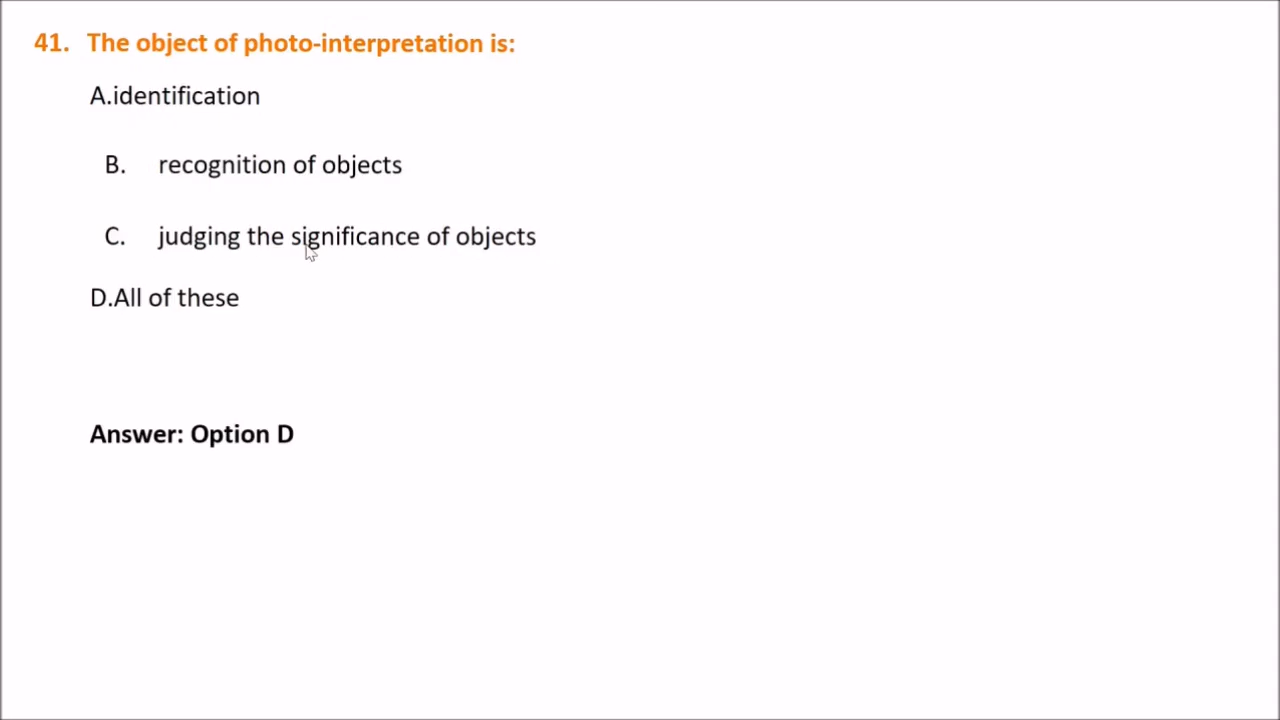 41. The object of photo-interpretation is:
A.identification
B. recognition of objects
C. judging the significance of objects
D.All of these
Answer: Option D